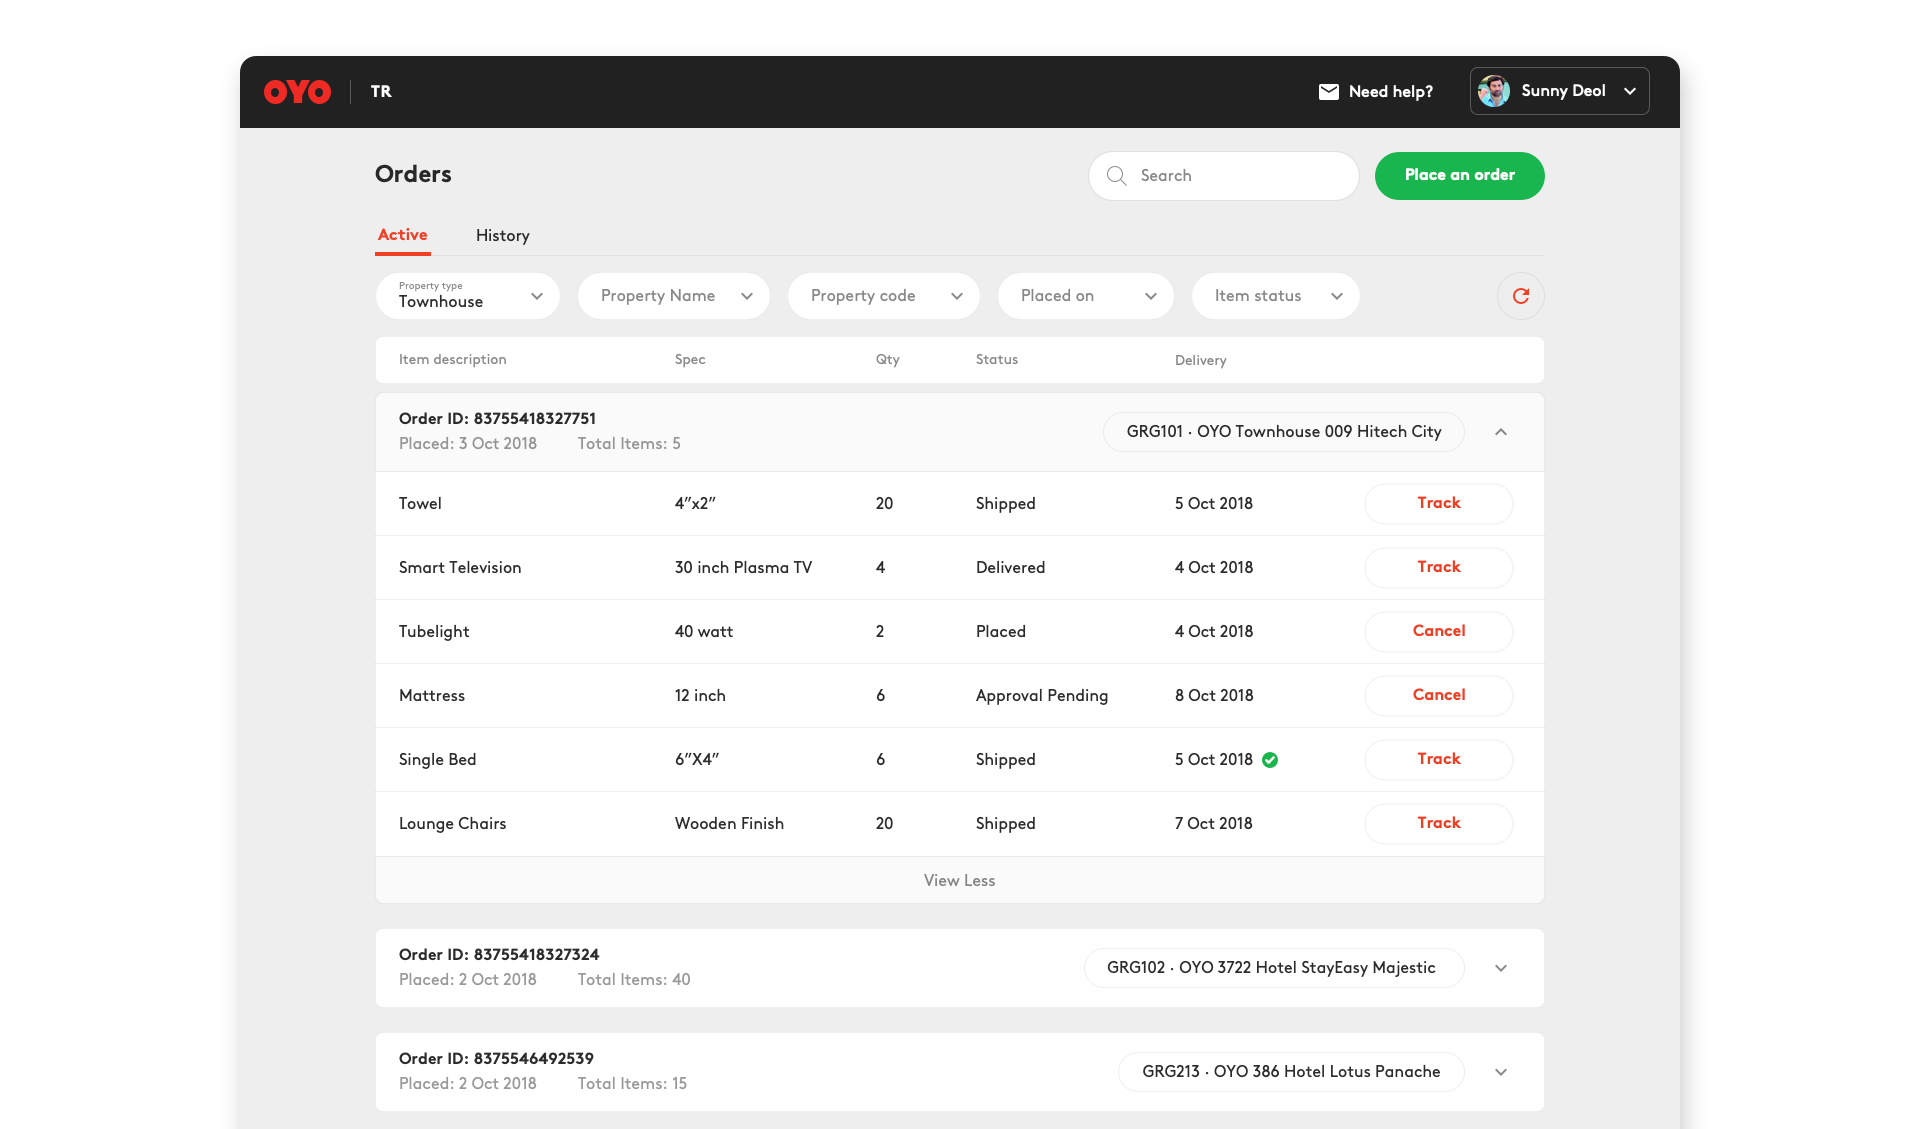 OYO TR Need help? Sunny Deol
Orders Search Place an order
Active History
Property type
Townhouse Property Name Property code Placed on Item status
Item description Spec Qty Status Delivery
Order ID: 83755418327751
Placed: 3 Oct 2018 Total Items: 5
GRG101 · OYO Townhouse 009 Hitech City
Towel 4”x2” 20 Shipped 5 Oct 2018 Track
Smart Television 30 inch Plasma TV 4 Delivered 4 Oct 2018 Track
Tubelight 40 watt 2 Placed 4 Oct 2018 Cancel
Mattress 12 inch 6 Approval Pending 8 Oct 2018 Cancel
Single Bed 6”X4” 6 Shipped 5 Oct 2018 Track
Lounge Chairs Wooden Finish 20 Shipped 7 Oct 2018 Track
View Less
Order ID: 83755418327324
Placed: 2 Oct 2018 Total Items: 40
GRG102 · OYO 3722 Hotel StayEasy Majestic
Order ID: 8375546492539
Placed: 2 Oct 2018 Total Items: 15
GRG213 · OYO 386 Hotel Lotus Panache